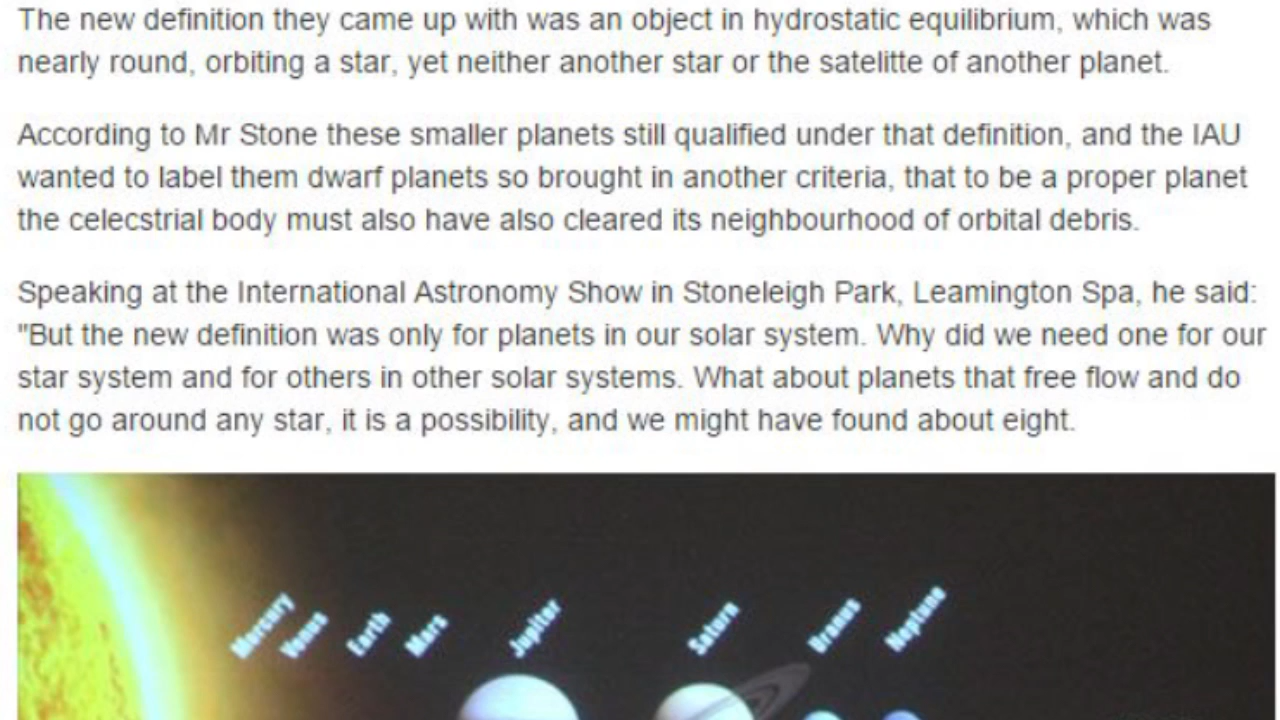 The new definition they came up with was an object in hydrostatic equilibrium, which was
nearly round, orbiting a star, yet neither another star or the satelitte of another planet.
According to Mr Stone these smaller planets still qualified under that definition, and the IAU
wanted to label them dwarf planets so brought in another criteria, that to be a proper planet
the celecstrial body must also have also cleared its neighbourhood of orbital debris.
Speaking at the International Astronomy Show in Stoneleigh Park, Leamington Spa, he said:
"But the new definition was only for planets in our solar system. Why did we need one for our
star system and for others in other solar systems. What about planets that free flow and do
not go around any star, it is a possibility, and we might have found about eight.
Mercury
Venus
Earth
Mars
Jupiter
Saturn
Uranus
Neptune